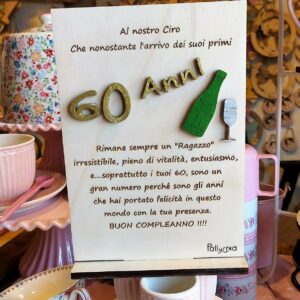 Al nostro Ciro
Che nonostante l'arrivo dei suoi primi
60 Anni
Rimane sempre un "Ragazzo"
irresistibile, pieno di vitalità, entusiasmo,
e...soprattutto i tuoi 60, sono un
gran numero perché sono gli anni
che hai portato felicità in questo
mondo con la tua presenza.
BUON COMPLEANNO !!!!
Pallycrea